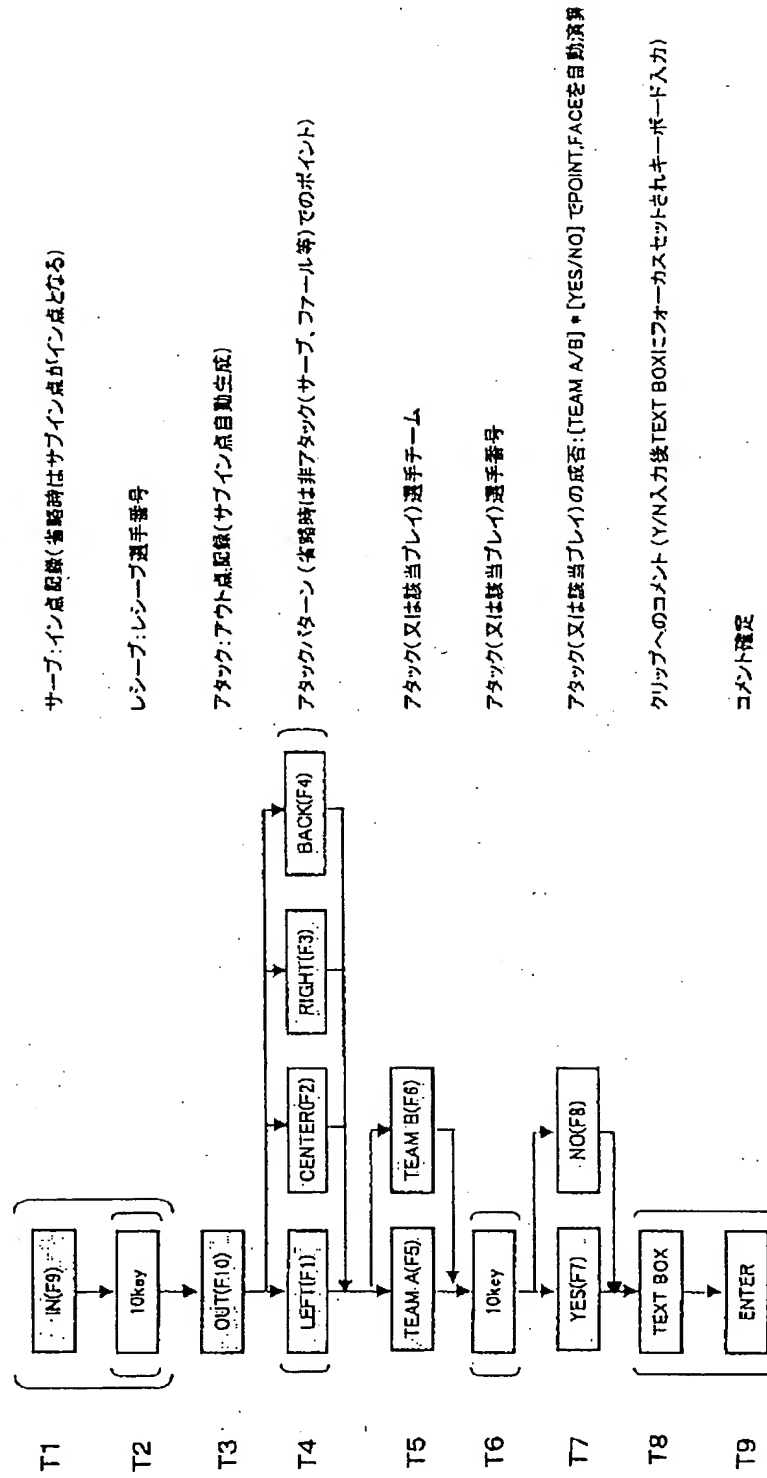 T1
IN(F9)
サーブ:イン点記録(省略時はサブイン点がイン点となる)
T2
10key
レシーブ:レシーブ選手番号
T3
OUT(F10)
アタック:アウト点記録(サブイン点自動生成)
T4
LEFT(F1)
CENTER(F2)
RIGHT(F3)
BACK(F4)
アタックパターン(省略時は非アタック(サーブ、ファール等)でのポイント)
T5
TEAM A(F5)
TEAM B(F6)
アタック(又は該当プレイ)選手チーム
T6
10key
アタック(又は該当プレイ)選手番号
T7
YES(F7)
NO(F8)
アタック(又は該当プレイ)の成否:[TEAM A/B] * [YES/NO] でPOINT,FACEを自動演算
T8
TEXT BOX
クリップへのコメント (Y/N入力後TEXT BOXにフォーカスセットされキーボード入力)
T9
ENTER
コメント確定